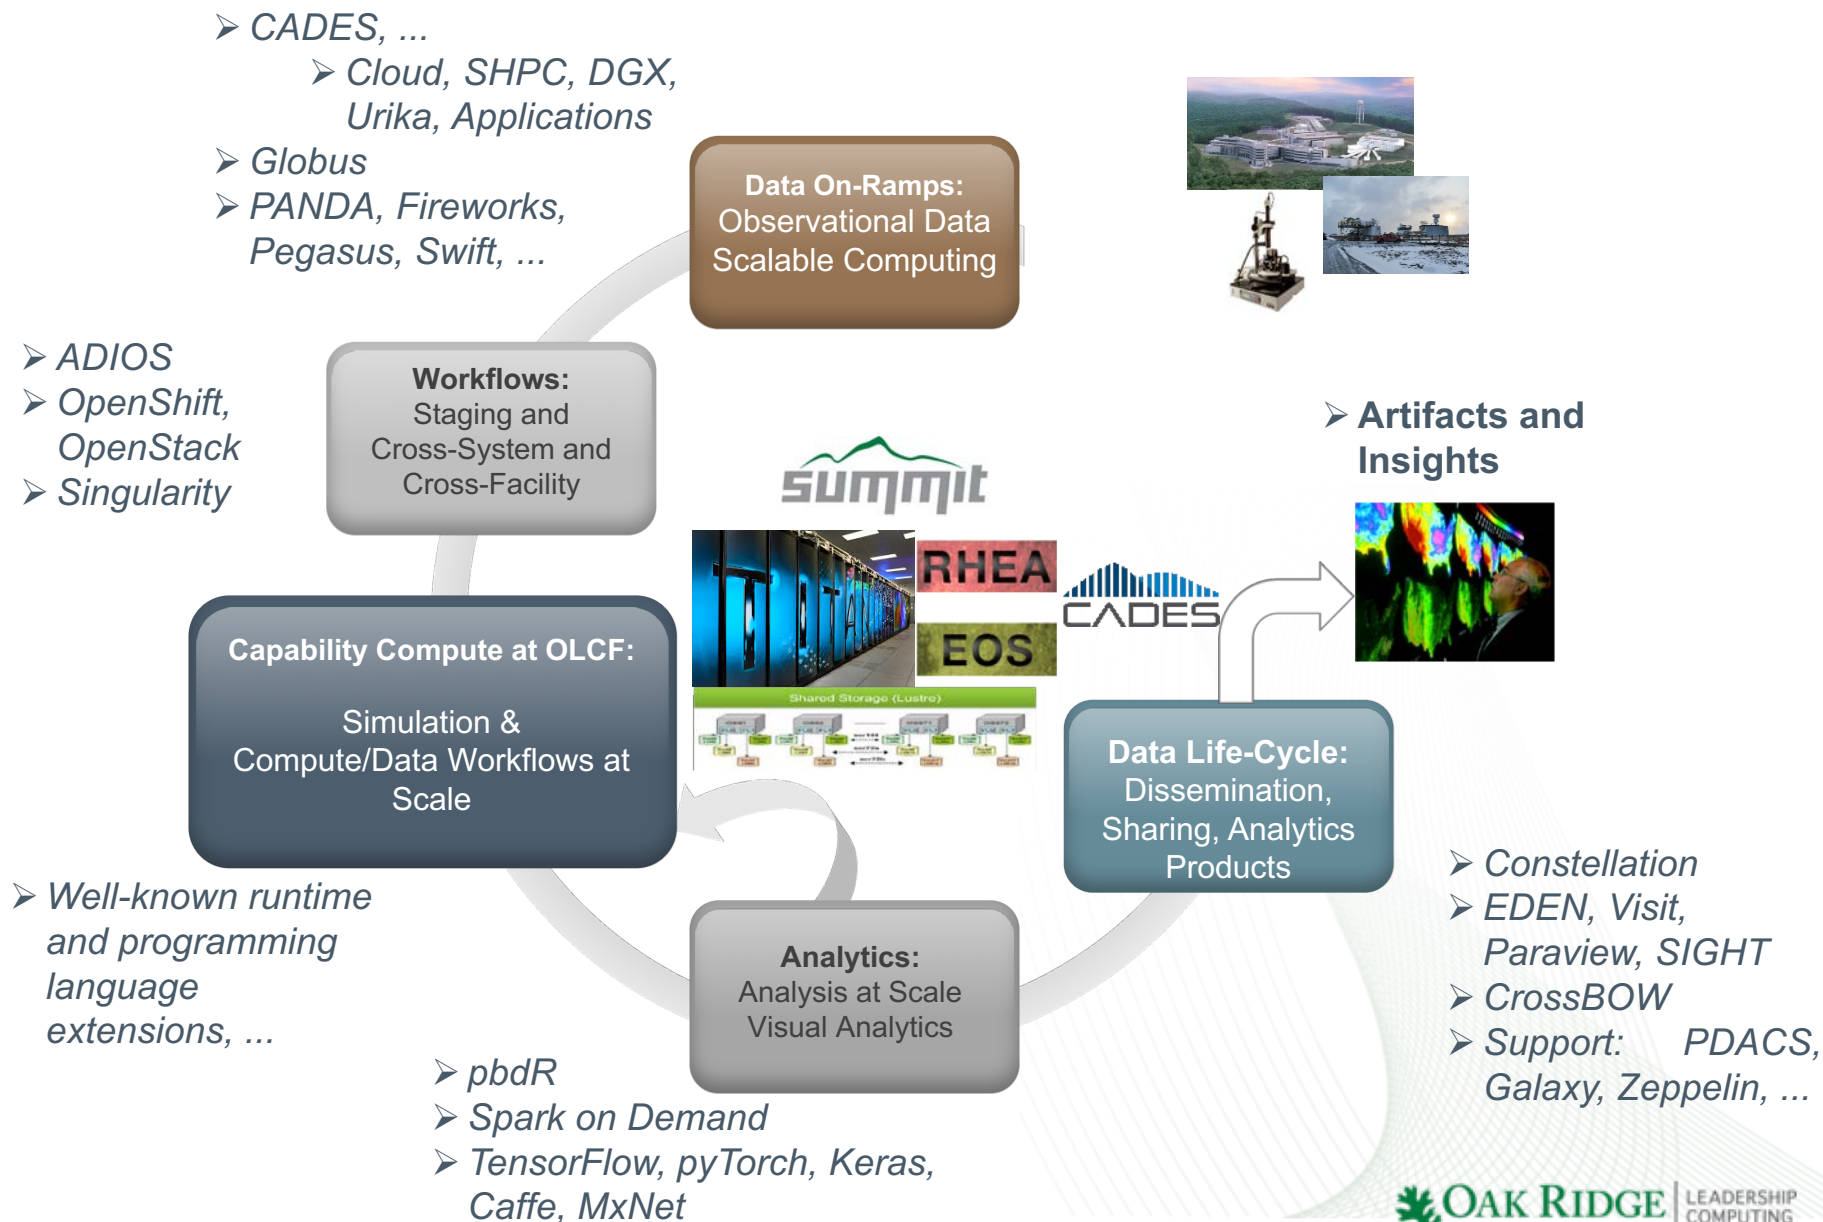 ➢ CADES, ...
➢ Cloud, SHPC, DGX,
Urika, Applications
➢ Globus
➢ PANDA, Fireworks,
Pegasus, Swift, ...
Data On-Ramps:
Observational Data
Scalable Computing
➢ ADIOS
➢ OpenShift,
OpenStack
➢ Singularity
Workflows:
Staging and
Cross-System and
Cross-Facility
summit
TITAN
RHEA
EOS
CADES
Shared Storage (Lustre)
➢ Artifacts and
Insights
Capability Compute at OLCF:
Simulation &
Compute/Data Workflows at
Scale
Data Life-Cycle:
Dissemination,
Sharing, Analytics
Products
➢ Well-known runtime
and programming
language
extensions, ...
Analytics:
Analysis at Scale
Visual Analytics
➢ pbdR
➢ Spark on Demand
➢ TensorFlow, pyTorch, Keras,
Caffe, MxNet
➢ Constellation
➢ EDEN, Visit,
Paraview, SIGHT
➢ CrossBOW
➢ Support: PDACS,
Galaxy, Zeppelin, ...
OAK RIDGE
LEADERSHIP
COMPUTING